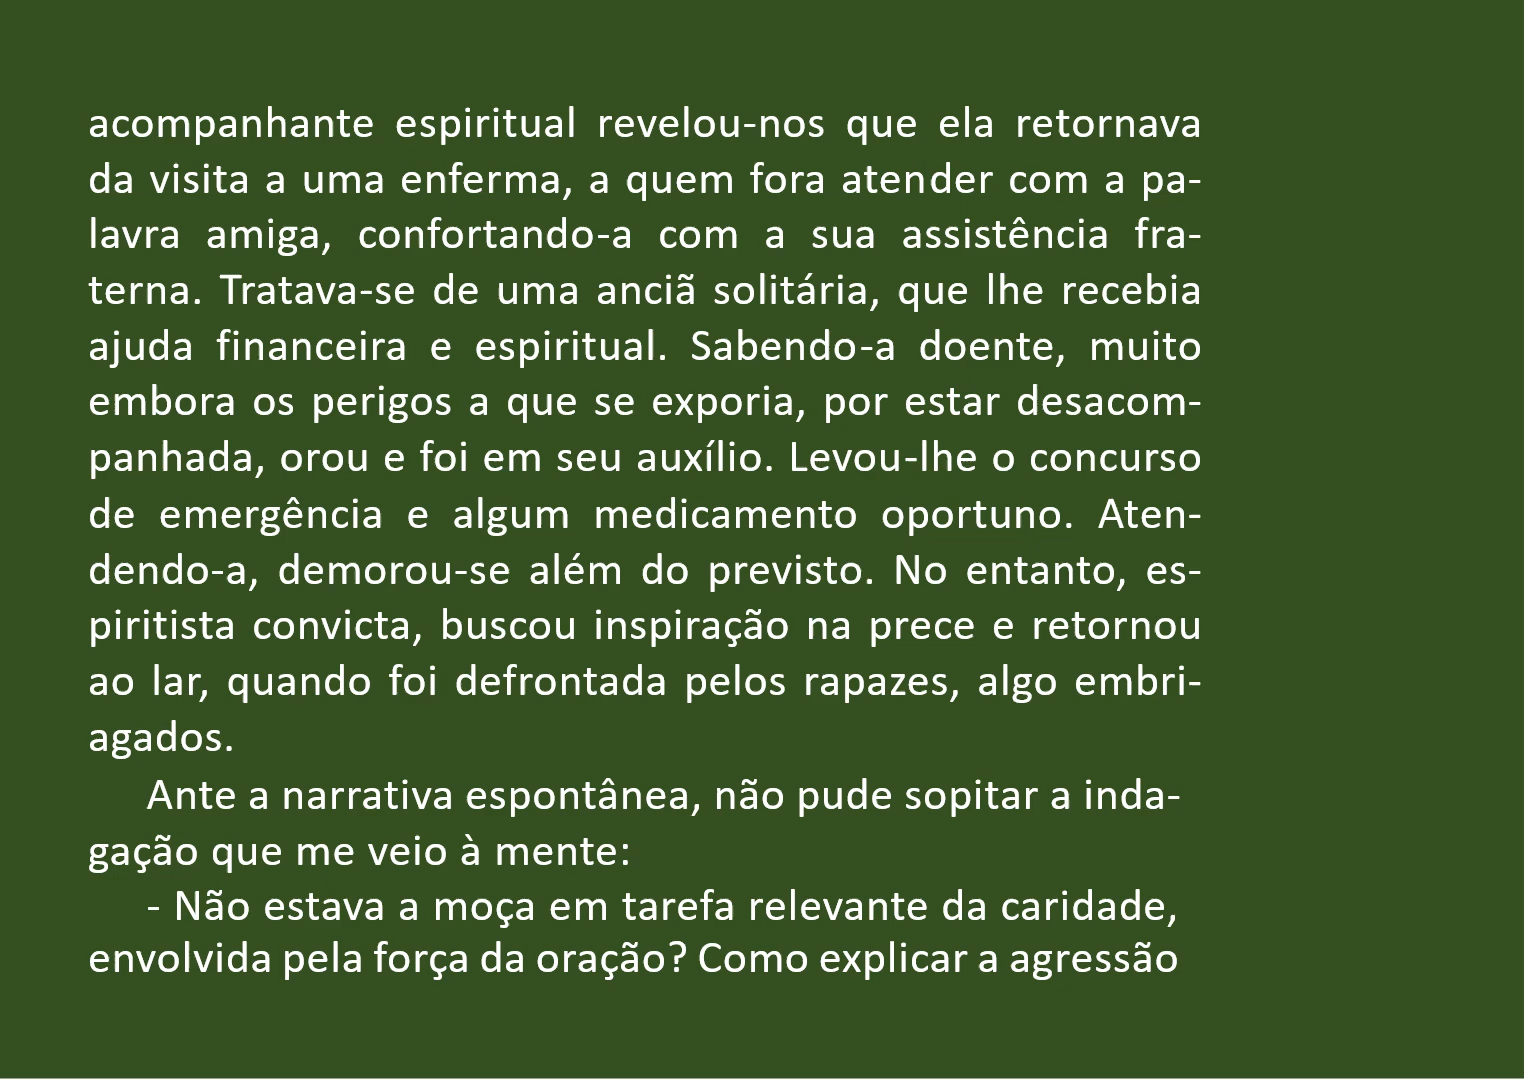 acompanhante espiritual revelou-nos que ela retornava
da visita a uma enferma, a quem fora atender com a pa-
lavra amiga, confortando-a com a sua assistência fra-
terna. Tratava-se de uma anciã solitária, que lhe recebia
ajuda financeira e espiritual. Sabendo-a doente, muito
embora os perigos a que se exporia, por estar desacom-
panhada, orou e foi em seu auxílio. Levou-lhe o concurso
de emergência e algum medicamento oportuno. Aten-
dendo-a, demorou-se além do previsto. No entanto, es-
piritista convicta, buscou inspiração na prece e retornou
ao lar, quando foi defrontada pelos rapazes, algo embri-
agados.
Ante a narrativa espontânea, não pude sopitar a inda-
gação que me veio à mente:
- Não estava a moça em tarefa relevante da caridade,
envolvida pela força da oração? Como explicar a agressão